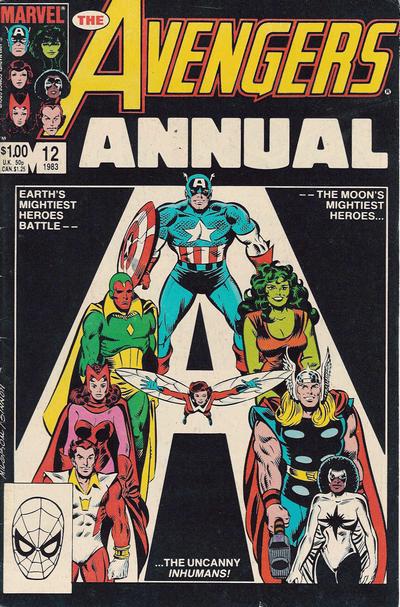 MARVEL
THE
AVENGERS
ANNUAL
$1.00
U.K. 50p
CAN. $1.25
12
1983
EARTH'S
MIGHTIEST
HEROES
BATTLE--
--THE MOON'S
MIGHTIEST
HEROES...
...THE UNCANNY
INHUMANS!